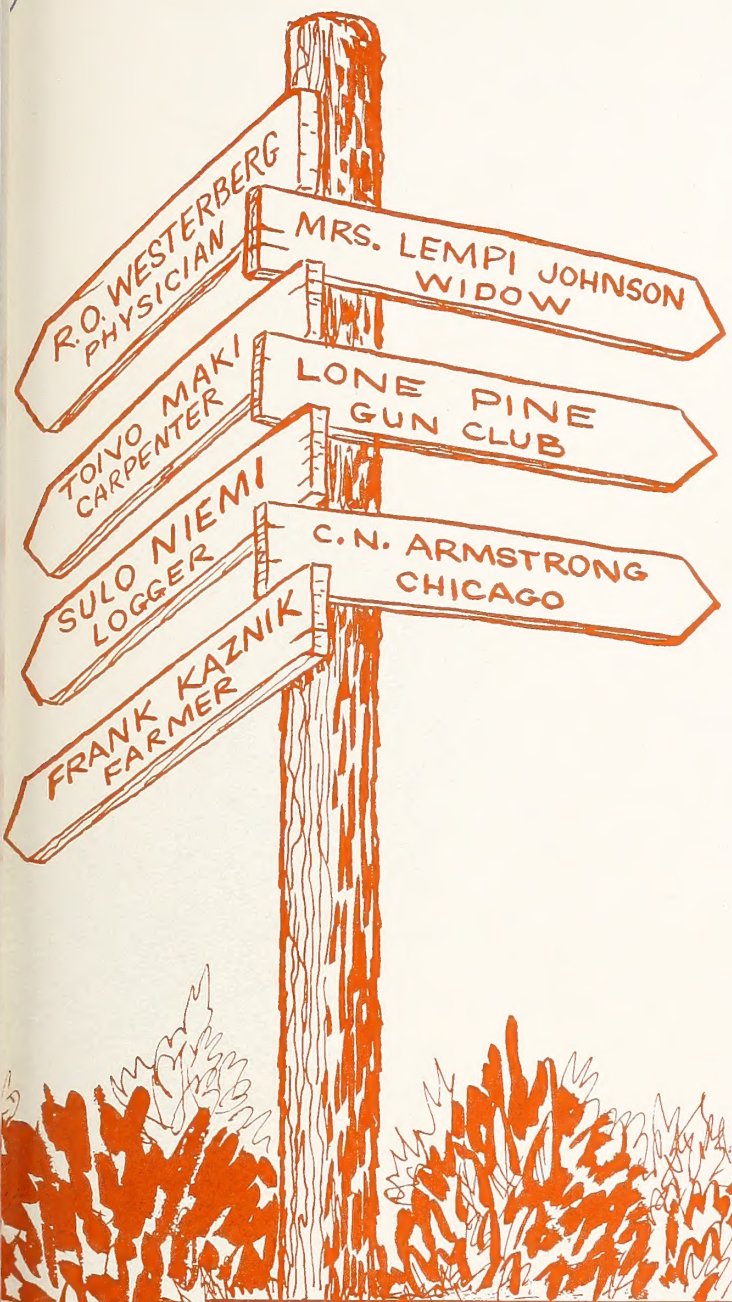 R.O. WESTERBERG
PHYSICIAN
MRS. LEMPI JOHNSON
WIDOW
TOIVO MAKI
CARPENTER
LONE PINE
GUN CLUB
SULO NIEMI
LOGGER
C.N. ARMSTRONG
CHICAGO
FRANK KAZNIK
FARMER